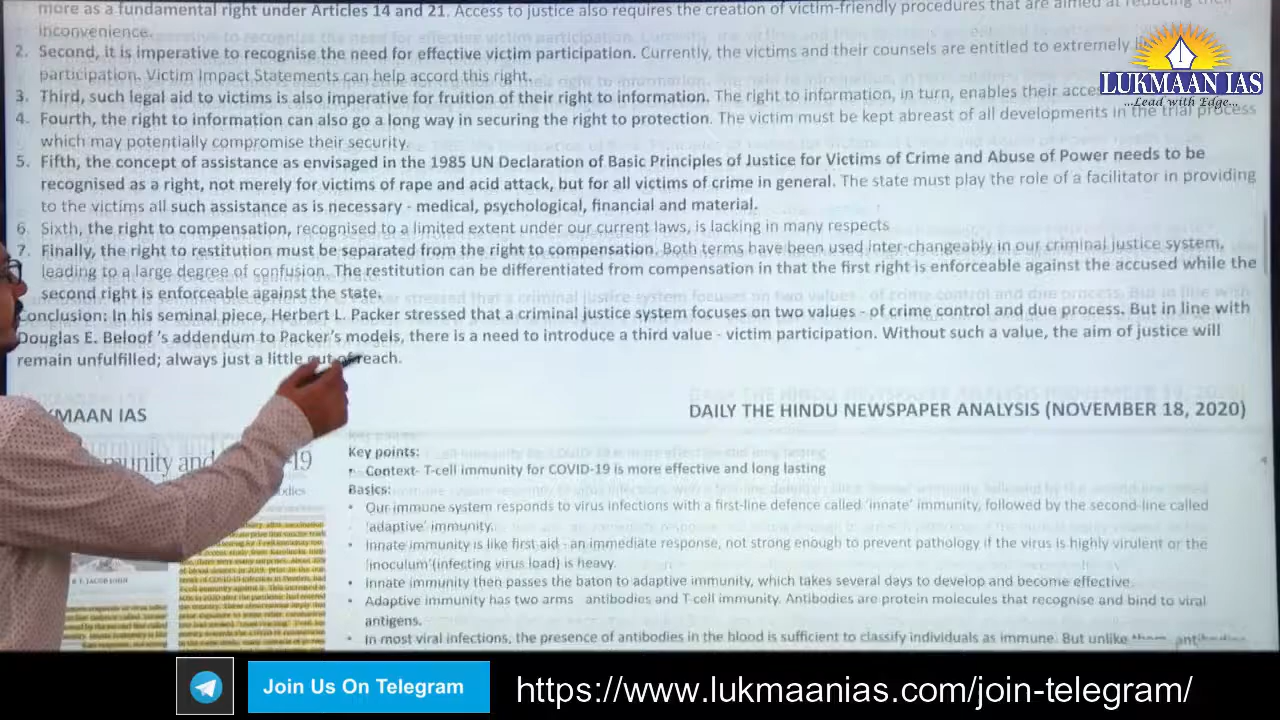 more as a fundamental right under Articles 14 and 21. Access to justice also requires the creation of victim-friendly procedures that are aimed at reducing their
inconvenience.
2. Second, it is imperative to recognise the need for effective victim participation. Currently, the victims and their counsels are entitled to extremely
participation. Victim Impact Statements can help accord this right.
3. Third, such legal aid to victims is also imperative for fruition of their right to information. The right to information, in turn, enables their
4. Fourth, the right to information can also go a long way in securing the right to protection. The victim must be kept abreast of all developments in the trial process
which may potentially compromise their security.
5. Fifth, the concept of assistance as envisaged in the 1985 UN Declaration of Basic Principles of Justice for Victims of Crime and Abuse of Power needs to be
recognised as a right, not merely for victims of rape and acid attack, but for all victims of crime in general. The state must play the role of a facilitator in providing
to the victims all such assistance as is necessary - medical, psychological, financial and material.
6. Sixth, the right to compensation, recognised to a limited extent under our current laws, is lacking in many respects
7. Finally, the right to restitution must be separated from the right to compensation. Both terms have been used inter-changeably in our criminal justice system,
leading to a large degree of confusion. The restitution can be differentiated from compensation in that the first right is enforceable against the accused while the
second right is enforceable against the state.
Conclusion: In his seminal piece, Herbert L. Packer stressed that a criminal justice system focuses on two values - of crime control and due process. But in line with
Douglas E. Beloof 's addendum to Packer's models, there is a need to introduce a third value - victim participation. Without such a value, the aim of justice will
remain unfulfilled; always just a little out of reach.
LUKMAAN IAS
...Lead with Edge...
KMAAN IAS
DAILY THE HINDU NEWSPAPER ANALYSIS (NOVEMBER 18, 2020)
Key points:
• Context- T-cell immunity for COVID-19 is more effective and long lasting
Basics:
• Our immune system responds to virus infections with a first-line defence called 'innate' immunity, followed by the second-line called
'adaptive' immunity.
• Innate immunity is like first aid - an immediate response, not strong enough to prevent pathology if the virus is highly virulent or the
'inoculum'(infecting virus load) is heavy.
• Innate immunity then passes the baton to adaptive immunity, which takes several days to develop and become effective.
• Adaptive immunity has two arms antibodies and T-cell immunity. Antibodies are protein molecules that recognise and bind to viral
antigens.
• In most viral infections, the presence of antibodies in the blood is sufficient to classify individuals as immune. But unlike
T. JACOB JOHN
Join Us On Telegram
https://www.lukmaanias.com/join-telegram/